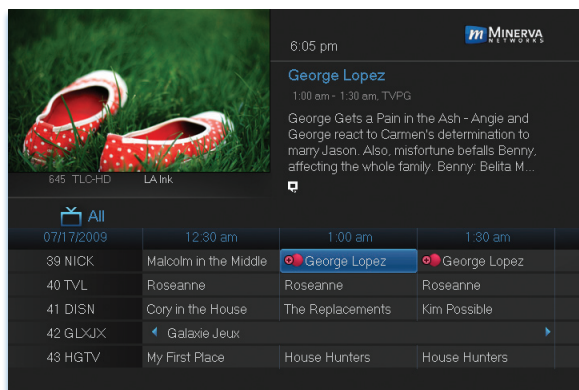 6:05 pm
MINERVA
NETWORKS
George Lopez
1:00 am - 1:30 am, TVPG
George Gets a Pain in the Ash - Angie and
George react to Carmen's determination to
marry Jason. Also, misfortune befalls Benny,
affecting the whole family. Benny: Belita M...
645 TLC-HD LA Ink
All
07/17/2009 12:30 am 1:00 am 1:30 am
39 NICK Malcolm in the Middle George Lopez George Lopez
40 TVL Roseanne Roseanne Roseanne
41 DISN Cory in the House The Replacements Kim Possible
42 GLXJX Galaxie Jeux
43 HGTV My First Place House Hunters House Hunters